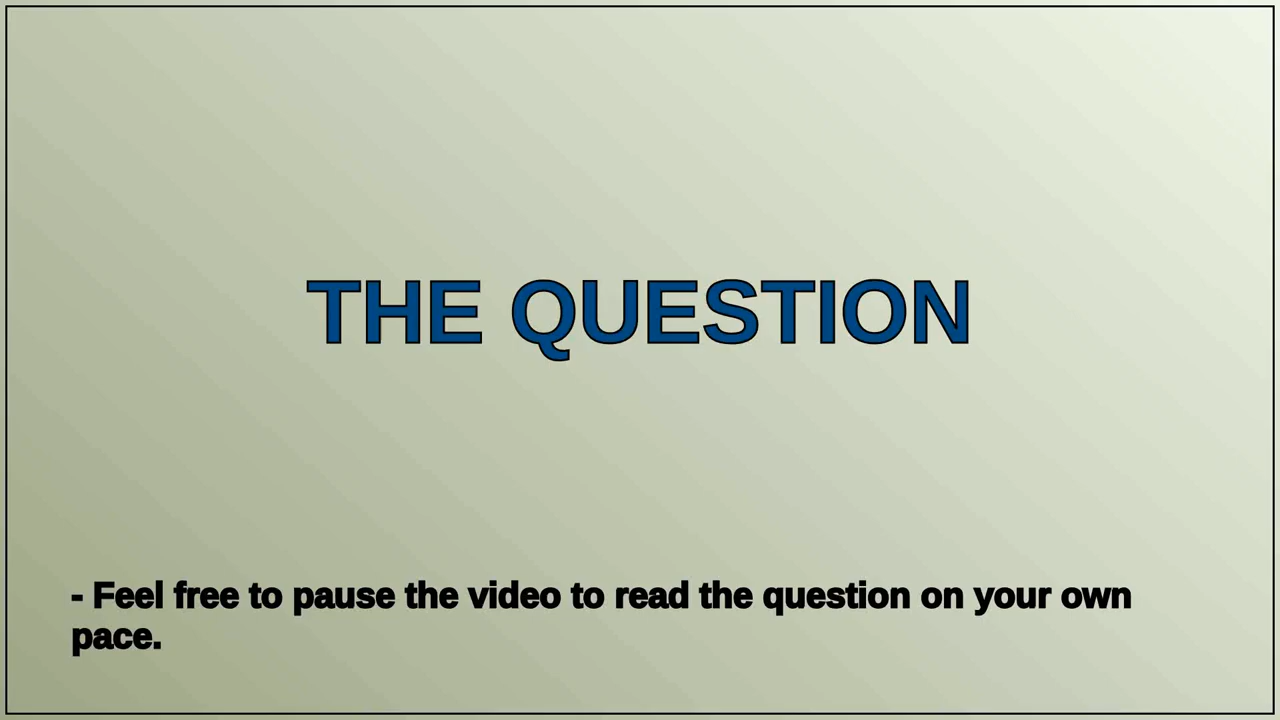 THE QUESTION
- Feel free to pause the video to read the question on your own
pace.